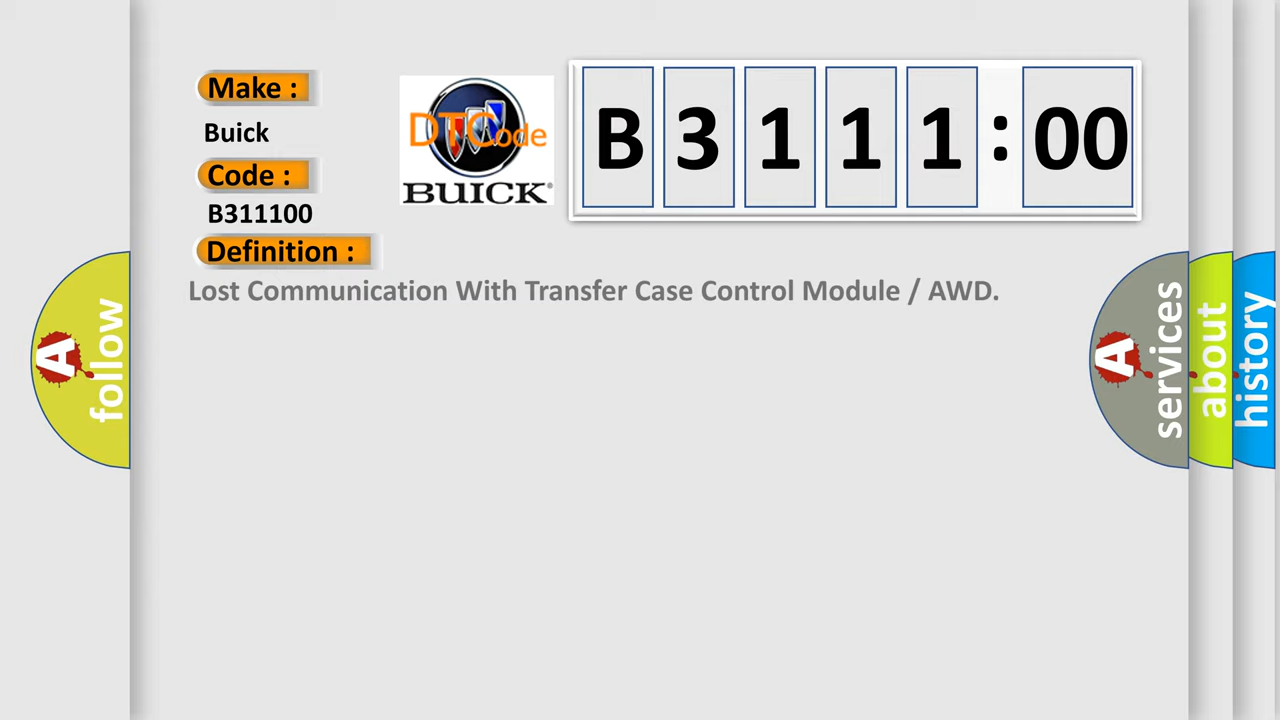 Make :
Buick
Code :
B311100
Definition :
Lost Communication With Transfer Case Control Module / AWD.
DTCode
BUICK®
B 3 1 1 1 : 00
A follow
A services
about
history